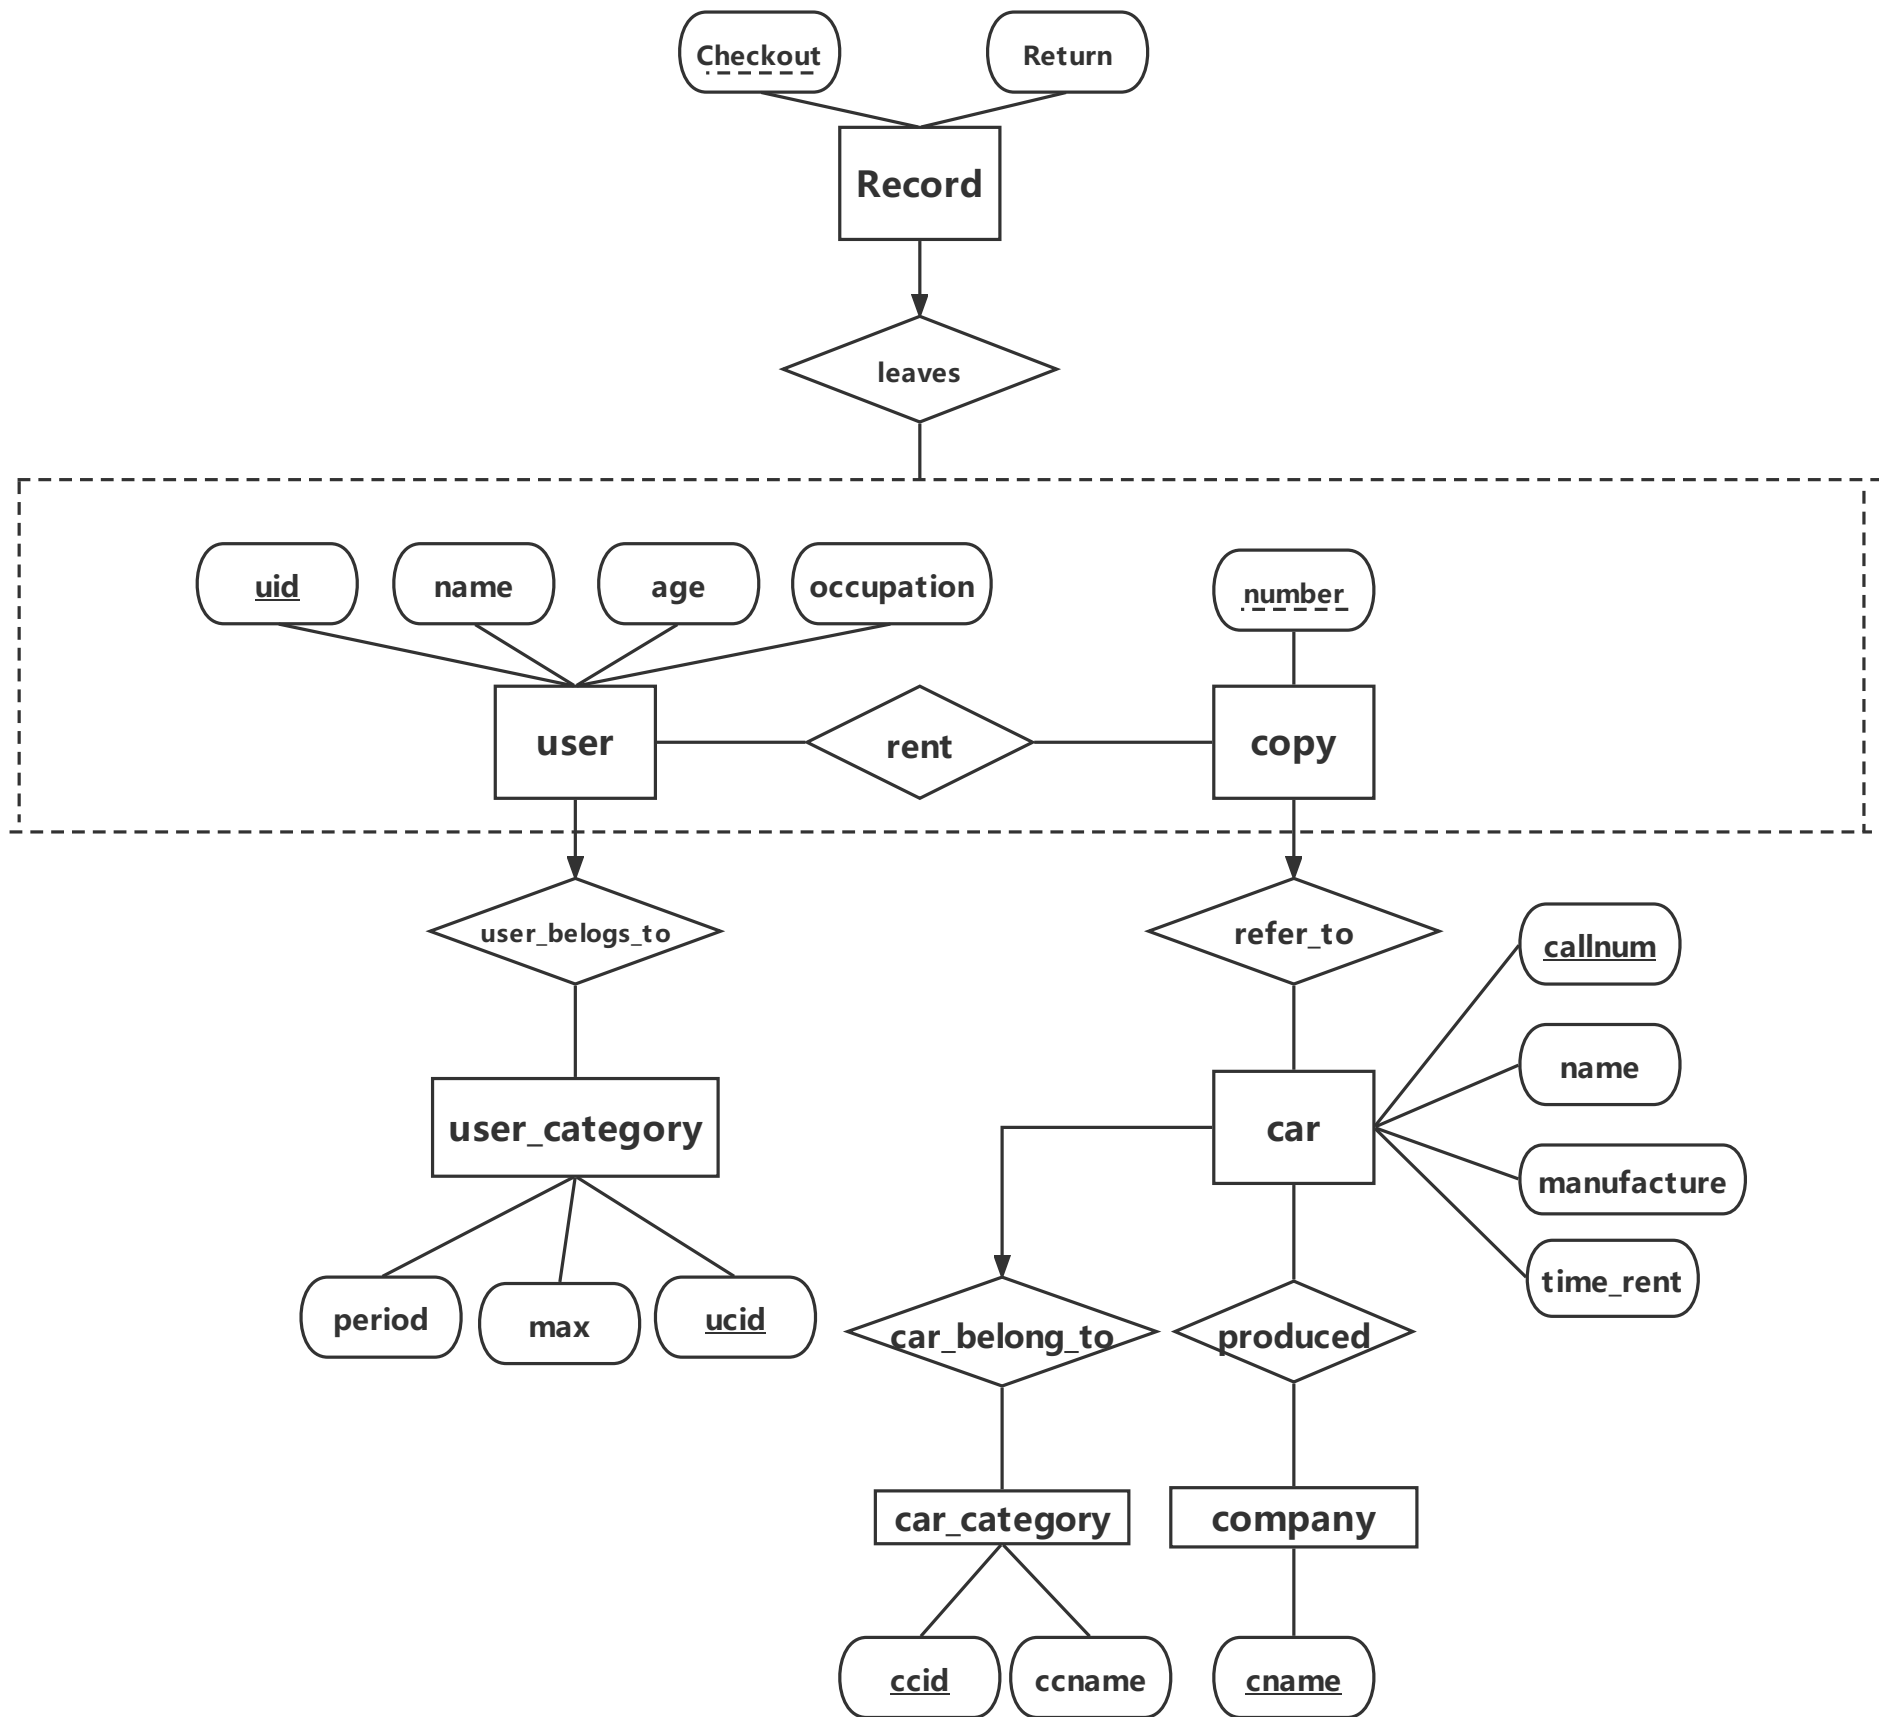 Checkout
Return
Record
leaves
uid
name
age
occupation
number
user
rent
copy
user_belogs_to
refer_to
callnum
name
manufacture
time_rent
user_category
car
period
max
ucid
car_belong_to
produced
car_category
company
ccid
ccname
cname